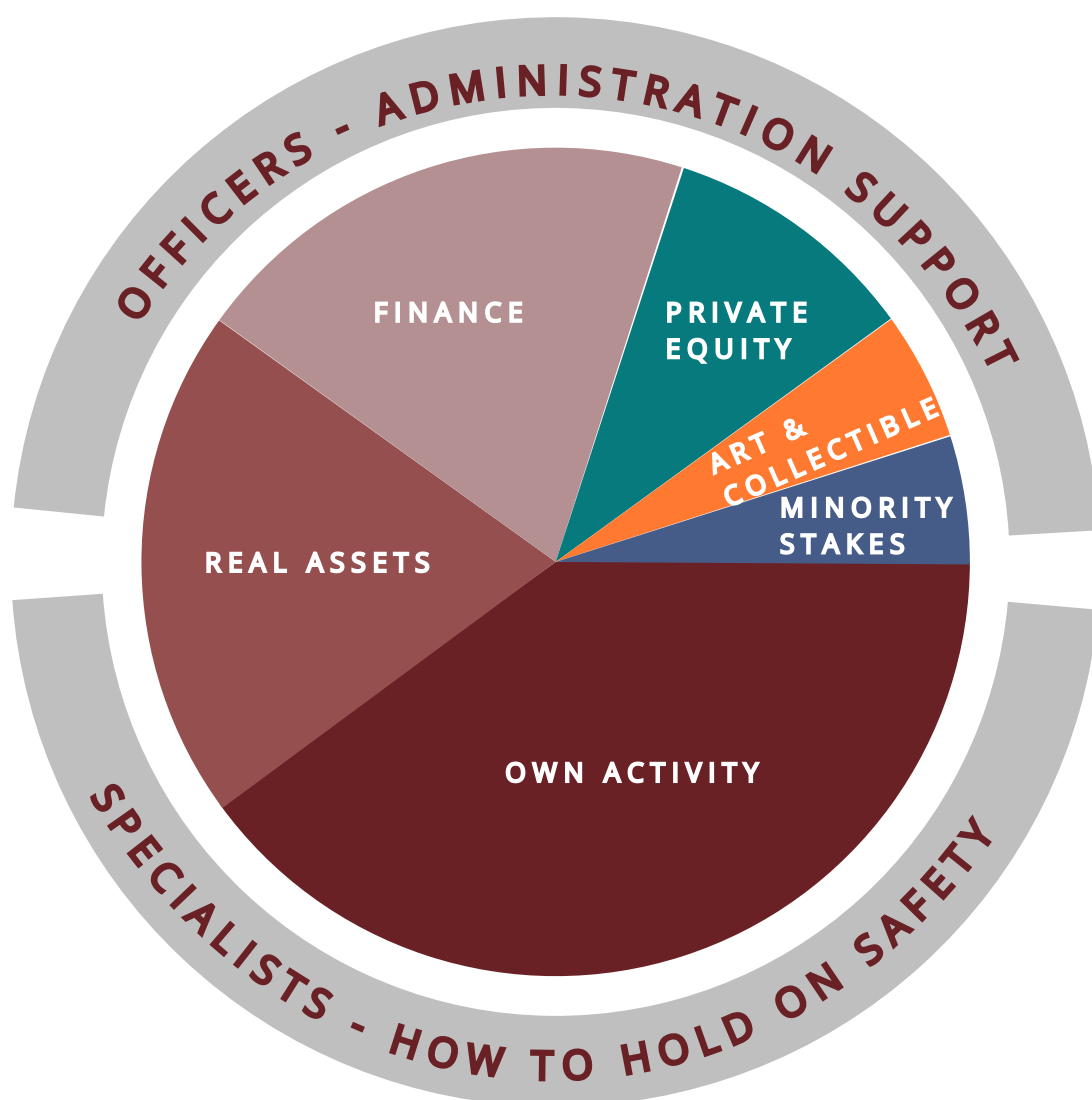 OFFICERS - ADMINISTRATION SUPPORT
FINANCE
PRIVATE
EQUITY
ART &
COLLECTIBLE
MINORITY
STAKES
REAL ASSETS
OWN ACTIVITY
SPECIALISTS - HOW TO HOLD ON SAFETY